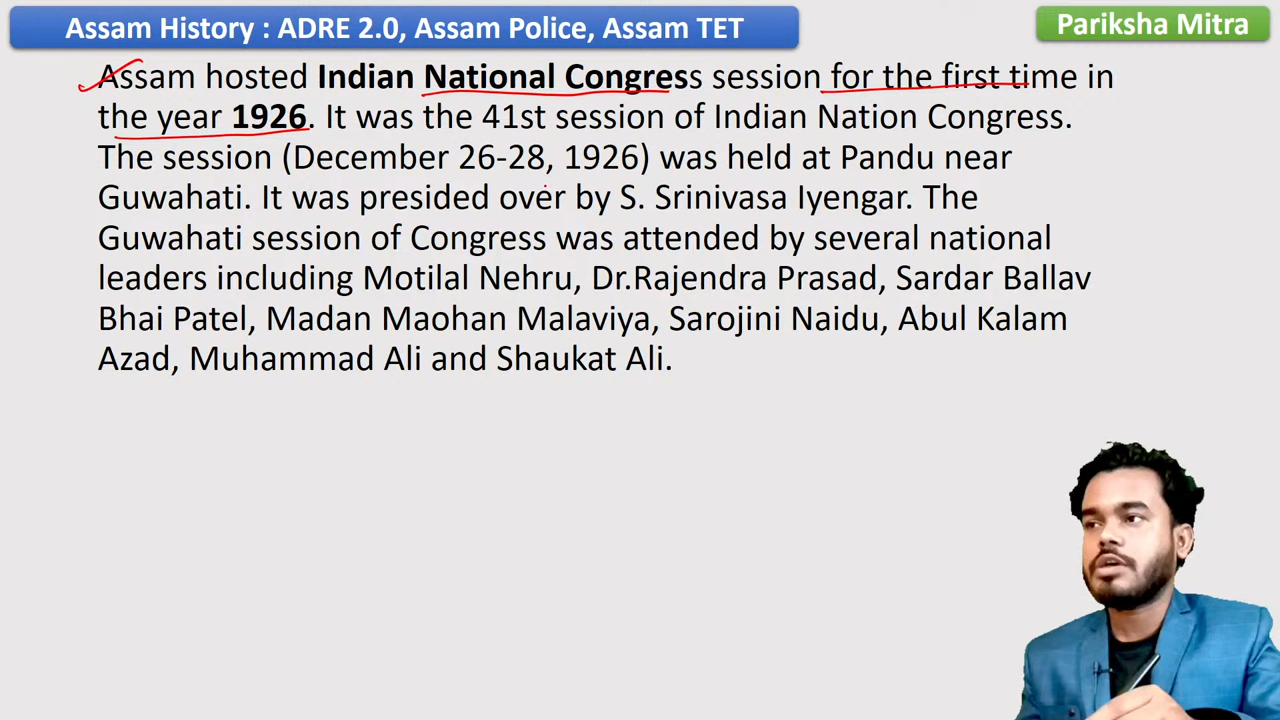 Assam History : ADRE 2.0, Assam Police, Assam TET
Pariksha Mitra
Assam hosted Indian National Congress session for the first time in
the year 1926. It was the 41st session of Indian Nation Congress.
The session (December 26-28, 1926) was held at Pandu near
Guwahati. It was presided over by S. Srinivasa Iyengar. The
Guwahati session of Congress was attended by several national
leaders including Motilal Nehru, Dr.Rajendra Prasad, Sardar Ballav
Bhai Patel, Madan Maohan Malaviya, Sarojini Naidu, Abul Kalam
Azad, Muhammad Ali and Shaukat Ali.